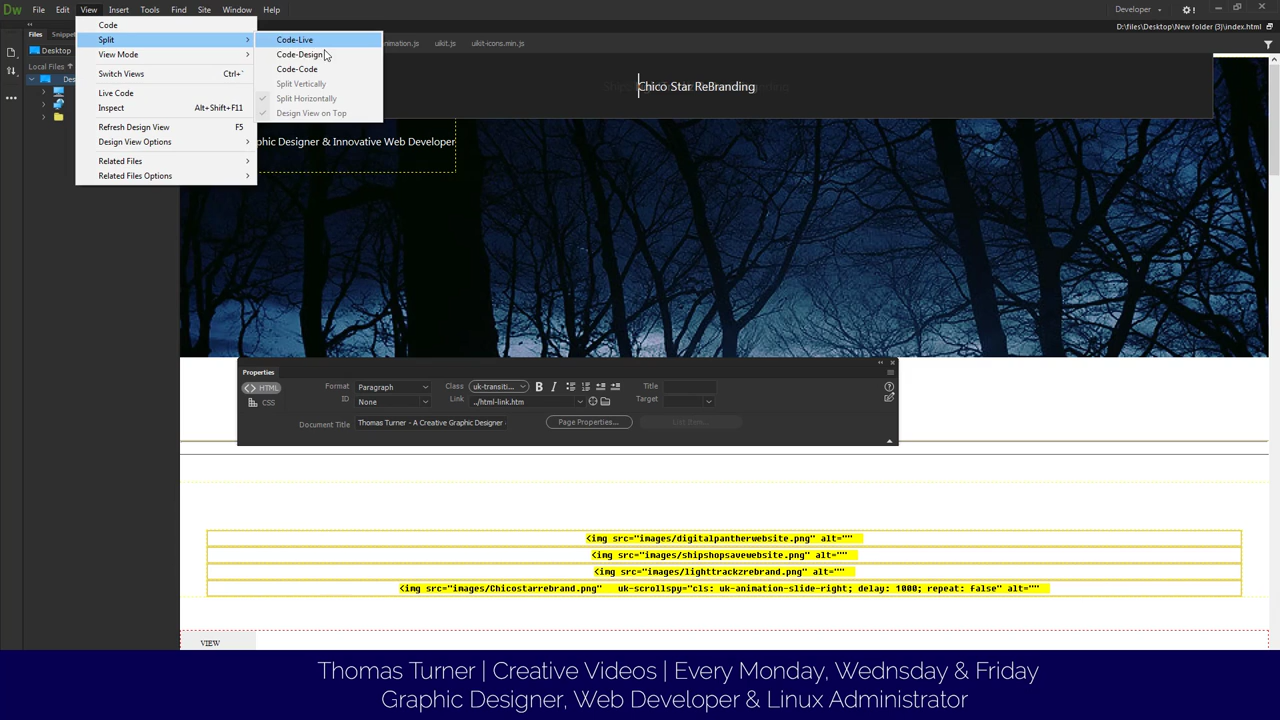 Dw File Edit View Insert Tools Find Site Window Help Developer
D:\files\Desktop\New folder (3)\index.html
Files Snippet
nimation.js uikit.js uikit-icons.min.js
Desktop
Local Files
Des
Code
Split
View Mode
Switch Views Ctrl+`
Live Code
Inspect Alt+Shift+F11
Refresh Design View F5
Design View Options
Related Files
Related Files Options
Code-Live
Code-Design
Code-Code
Split Vertically
Split Horizontally
Design View on Top
Chico Star ReBranding
phic Designer & Innovative Web Developer
Properties
<> HTML
CSS
Format Paragraph Class uk-transiti... B I Title
ID None Link ../html-link.htm Target
Document Title Thomas Turner - A Creative Graphic Designer Page Properties... List Item...
<img src="images/digitalpantherwebsite.png" alt=""
<img src="images/shipshopsavewebsite.png" alt=""
<img src="images/lighttrackzrebrand.png" alt=""
<img src="images/Chicostarrebrand.png" uk-scrollspy="cls: uk-animation-slide-right; delay: 1000; repeat: false" alt=""
VIEW
Thomas Turner | Creative Videos | Every Monday, Wednsday & Friday
Graphic Designer, Web Developer & Linux Administrator